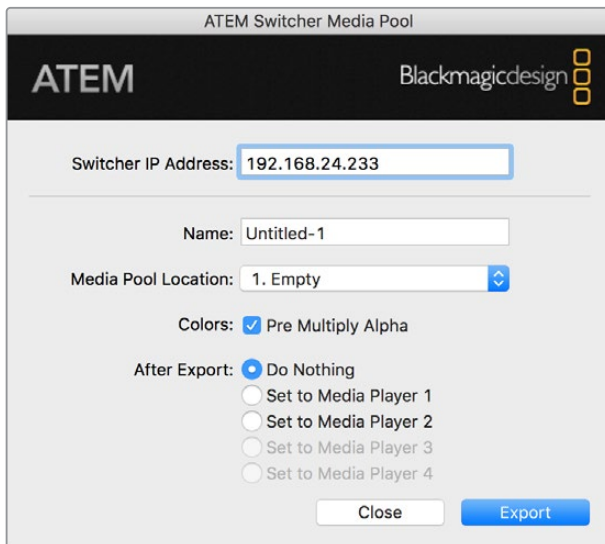 ATEM Switcher Media Pool
ATEM
Blackmagicdesign
Switcher IP Address: 192.168.24.233
Name: Untitled-1
Media Pool Location: 1. Empty
Colors: Pre Multiply Alpha
After Export: Do Nothing
Set to Media Player 1
Set to Media Player 2
Set to Media Player 3
Set to Media Player 4
Close Export